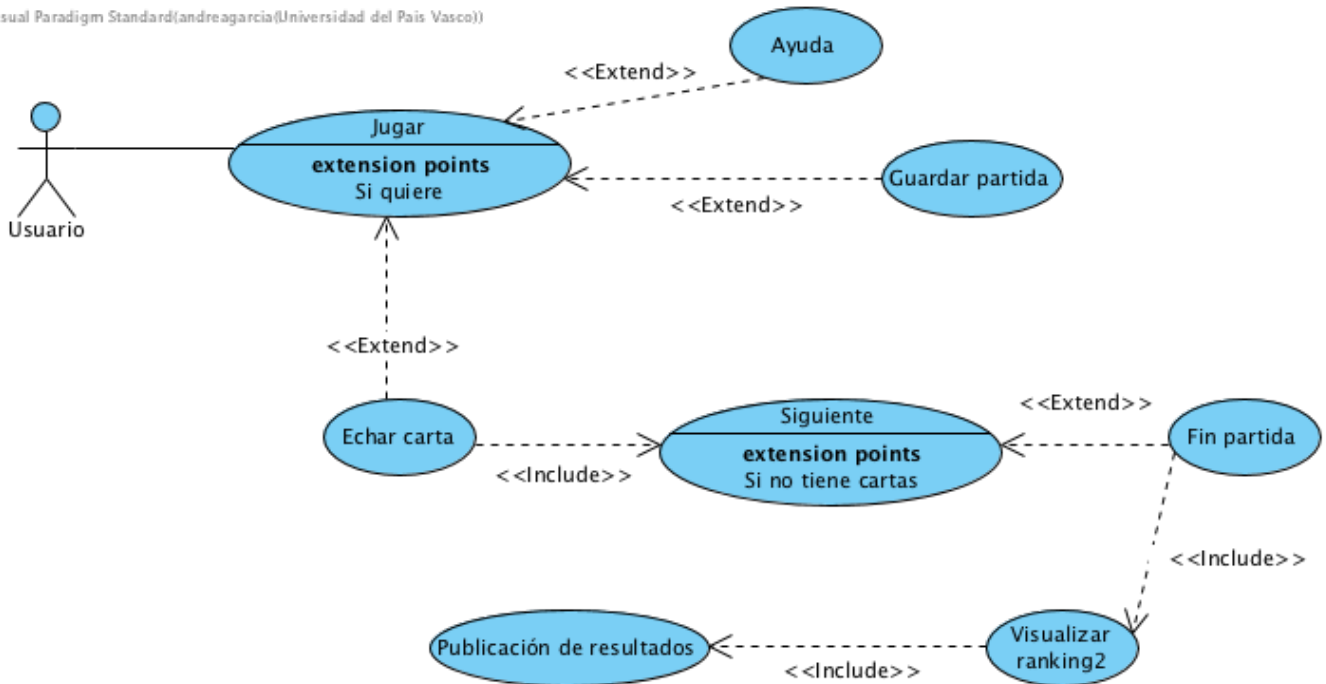 sual Paradigm Standard(andreagarcia(Universidad del Pais Vasco))
Ayuda
<<Extend>>
Jugar
extension points
Si quiere
Guardar partida
<<Extend>>
Usuario
<<Extend>>
Echar carta
<<Include>>
Siguiente
extension points
Si no tiene cartas
<<Extend>>
Fin partida
<<Include>>
Visualizar
ranking2
<<Include>>
Publicación de resultados